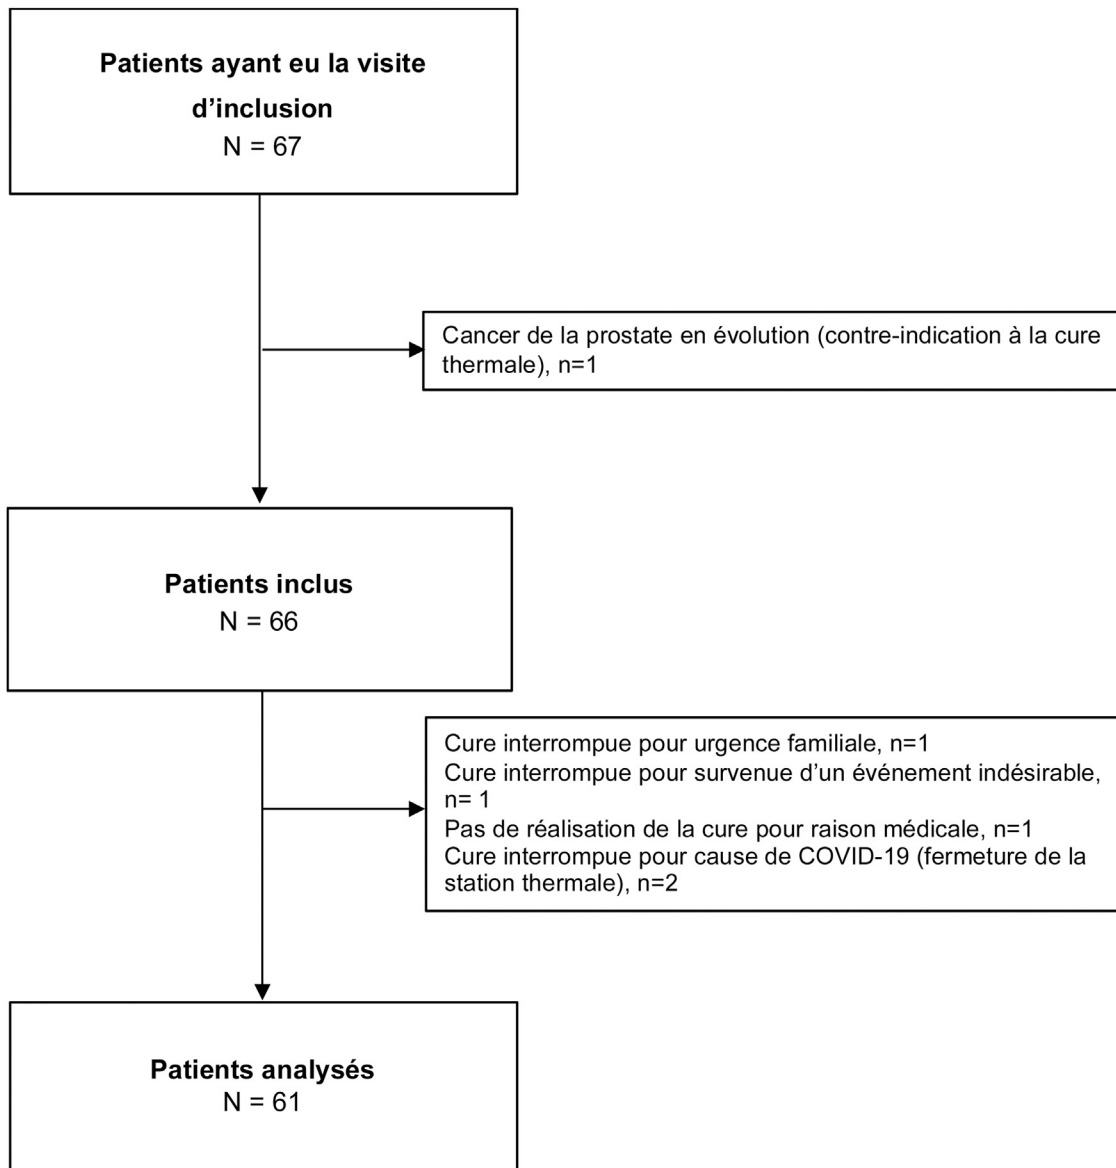 Patients ayant eu la visite
d’inclusion
N = 67
Cancer de la prostate en évolution (contre-indication à la cure
thermale), n=1
Patients inclus
N = 66
Cure interrompue pour urgence familiale, n=1
Cure interrompue pour survenue d’un événement indésirable,
n= 1
Pas de réalisation de la cure pour raison médicale, n=1
Cure interrompue pour cause de COVID-19 (fermeture de la
station thermale), n=2
Patients analysés
N = 61